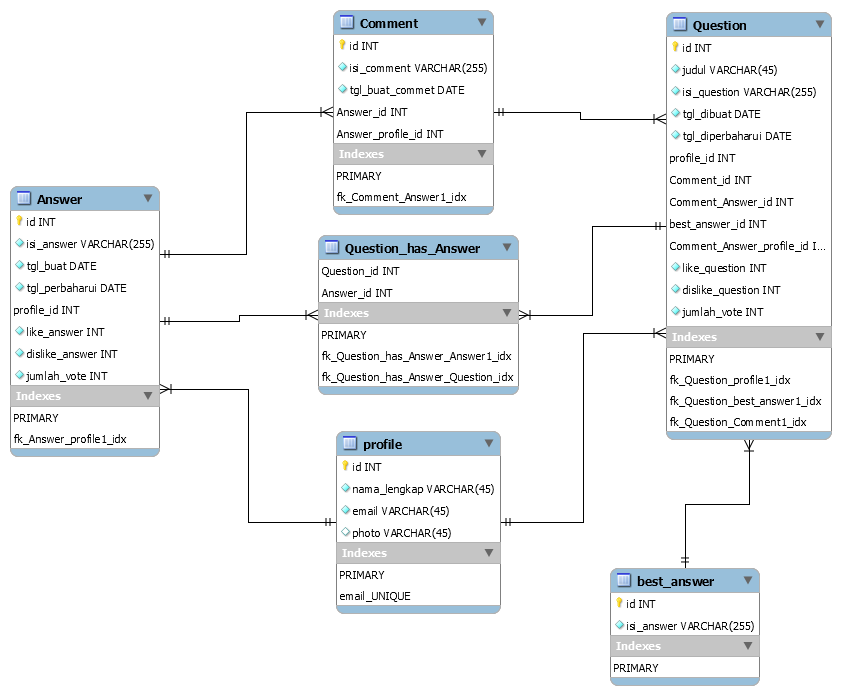 Comment
id INT
isi_comment VARCHAR(255)
tgl_buat_commet DATE
Answer_id INT
Answer_profile_id INT
Indexes
PRIMARY
fk_Comment_Answer1_idx
Question
id INT
judul VARCHAR(45)
isi_question VARCHAR(255)
tgl_dibuat DATE
tgl_diperbaharui DATE
profile_id INT
Comment_id INT
Comment_Answer_id INT
best_answer_id INT
Comment_Answer_profile_id I...
like_question INT
dislike_question INT
jumlah_vote INT
Indexes
PRIMARY
fk_Question_profile1_idx
fk_Question_best_answer1_idx
fk_Question_Comment1_idx
Answer
id INT
isi_answer VARCHAR(255)
tgl_buat DATE
tgl_perbaharui DATE
profile_id INT
like_answer INT
dislike_answer INT
jumlah_vote INT
Indexes
PRIMARY
fk_Answer_profile1_idx
Question_has_Answer
Question_id INT
Answer_id INT
Indexes
PRIMARY
fk_Question_has_Answer_Answer1_idx
fk_Question_has_Answer_Question_idx
profile
id INT
nama_lengkap VARCHAR(45)
email VARCHAR(45)
photo VARCHAR(45)
Indexes
PRIMARY
email_UNIQUE
best_answer
id INT
isi_answer VARCHAR(255)
Indexes
PRIMARY